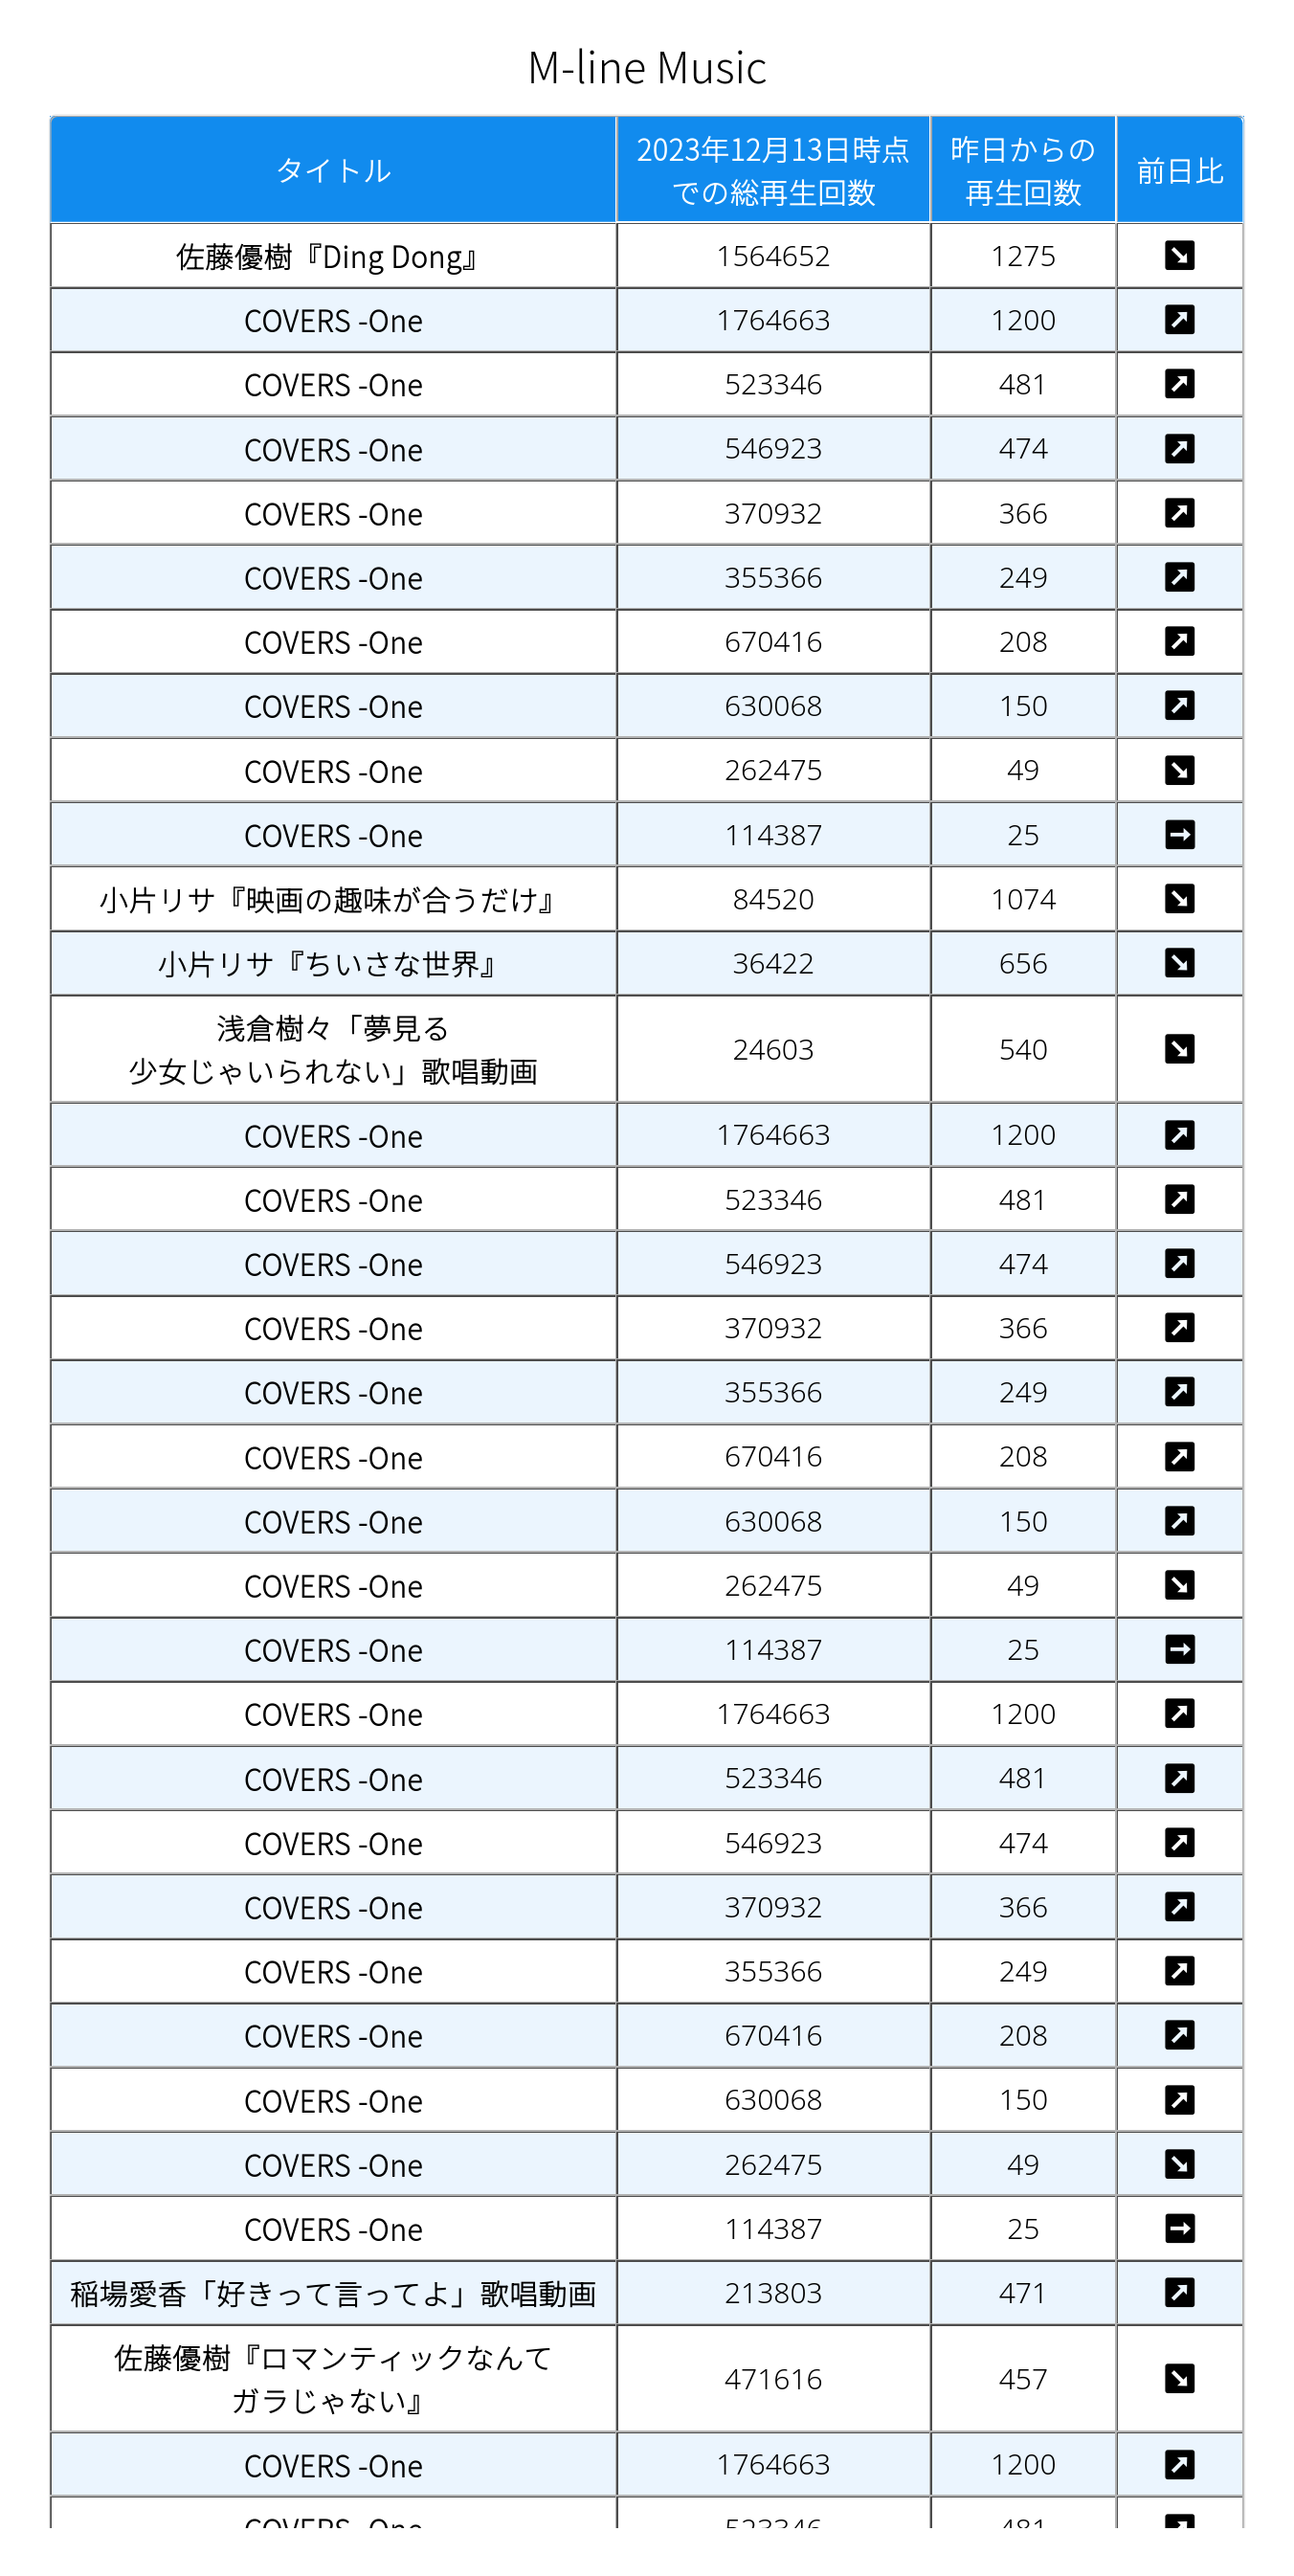 M-line Music
タイトル 2023年12月13日時点 での総再生回数 昨日からの 再生回数 前日比
佐藤優樹『Ding Dong』 1564652 1275
COVERS -One 1764663 1200
COVERS -One 523346 481
COVERS -One 546923 474
COVERS -One 370932 366
COVERS -One 355366 249
COVERS -One 670416 208
COVERS -One 630068 150
COVERS -One 262475 49
COVERS -One 114387 25
小片リサ『映画の趣味が合うだけ』 84520 1074
小片リサ『ちいさな世界』 36422 656
浅倉樹々「夢見る
少女じゃいられない」歌唱動画 24603 540
COVERS -One 1764663 1200
COVERS -One 523346 481
COVERS -One 546923 474
COVERS -One 370932 366
COVERS -One 355366 249
COVERS -One 670416 208
COVERS -One 630068 150
COVERS -One 262475 49
COVERS -One 114387 25
COVERS -One 1764663 1200
COVERS -One 523346 481
COVERS -One 546923 474
COVERS -One 370932 366
COVERS -One 355366 249
COVERS -One 670416 208
COVERS -One 630068 150
COVERS -One 262475 49
COVERS -One 114387 25
稲場愛香「好きって言ってよ」歌唱動画 213803 471
佐藤優樹『ロマンティックなんて
ガラじゃない』 471616 457
COVERS -One 1764663 1200
COVERS -One 523346 481